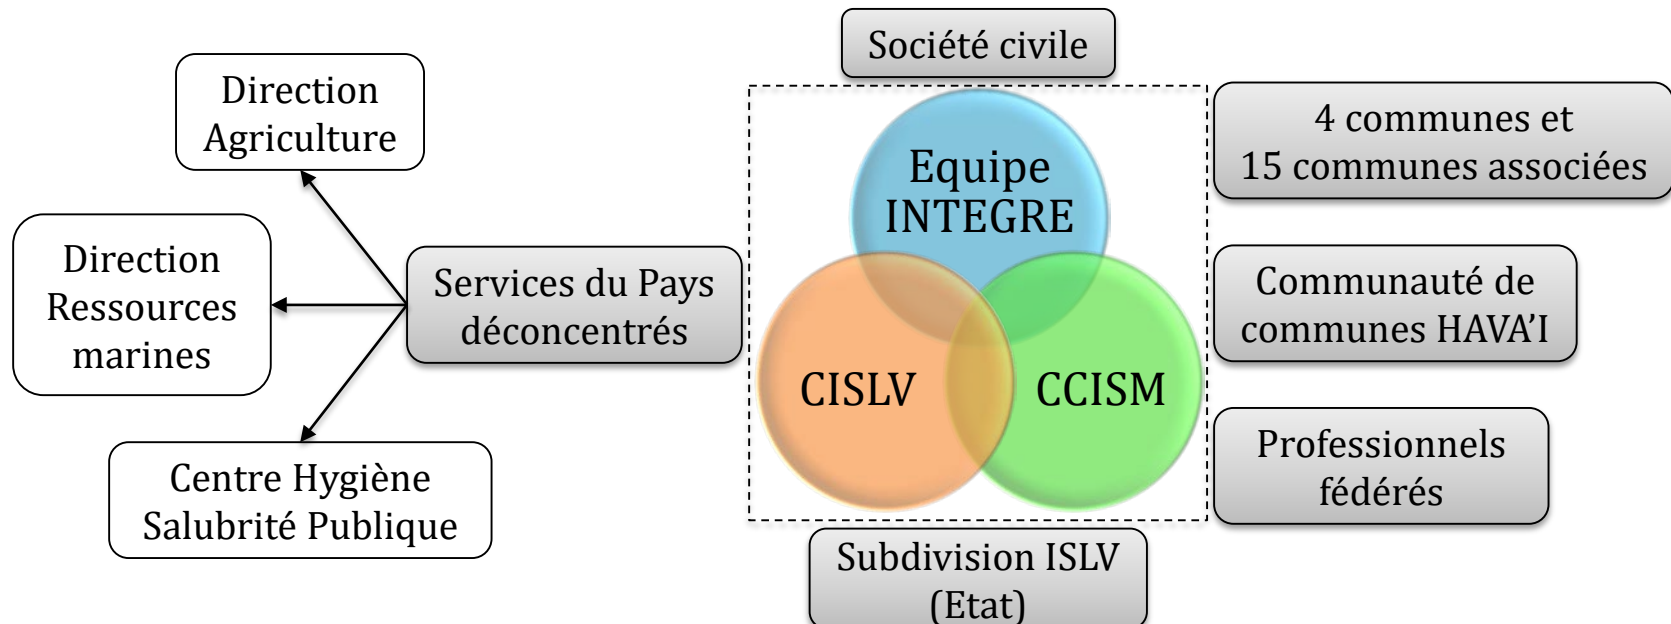 Société civile
Direction
Agriculture
4 communes et
15 communes associées
Equipe
INTEGRE
Direction
Ressources
marines
Services du Pays
déconcentrés
Communauté de
communes HAVA’I
CISLV
CCISM
Professionnels
fédérés
Centre Hygiène
Salubrité Publique
Subdivision ISLV
(Etat)